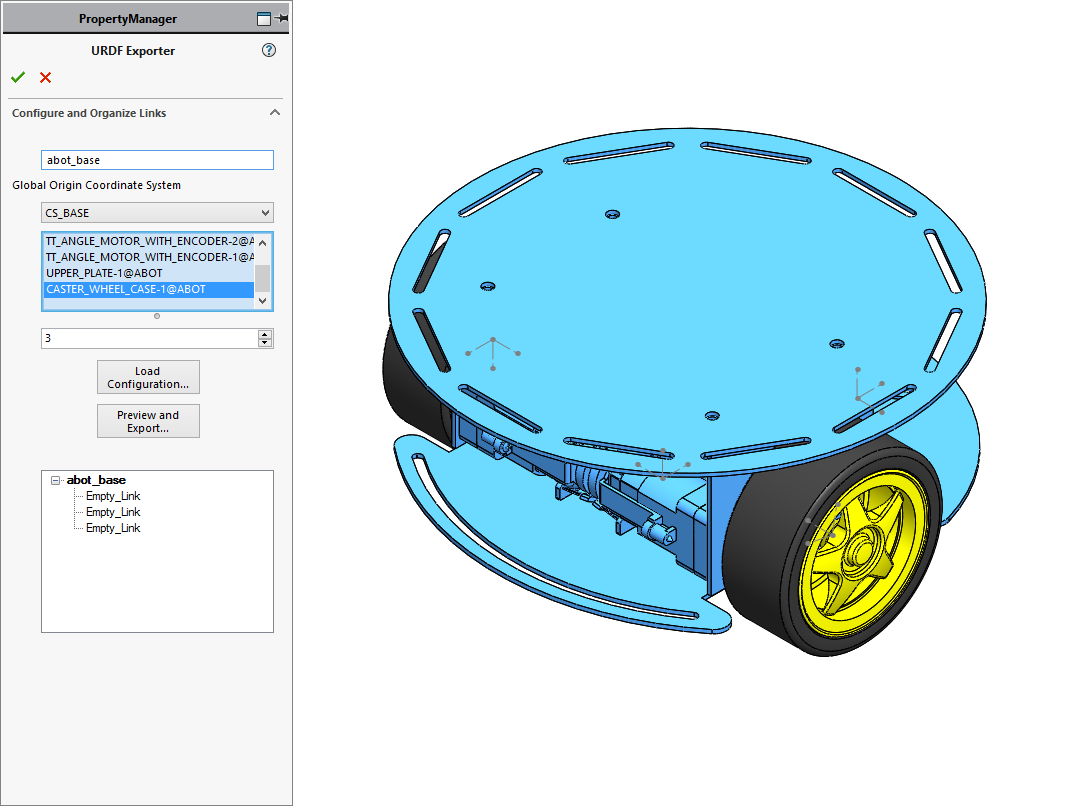 PropertyManager
URDF Exporter
?
Configure and Organize Links
abot_base
Global Origin Coordinate System
CS_BASE
TT_ANGLE_MOTOR_WITH_ENCODER-2@A
TT_ANGLE_MOTOR_WITH_ENCODER-1@A
UPPER_PLATE-1@ABOT
CASTER_WHEEL_CASE-1@ABOT
3
Load
Configuration...
Preview and
Export...
abot_base
Empty_Link
Empty_Link
Empty_Link